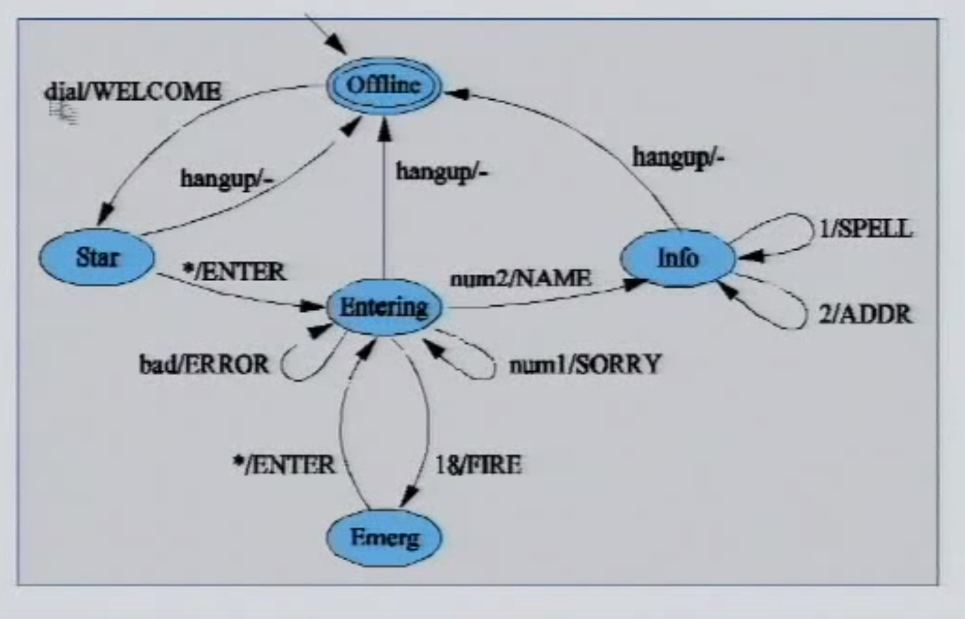 Offline
dial/WELCOME
hangup/-
hangup/-
hangup/-
Star
*/ENTER
Info
1/SPELL
num2/NAME
Entering
2/ADDR
bad/ERROR
num1/SORRY
*/ENTER
1&/FIRE
Emerg